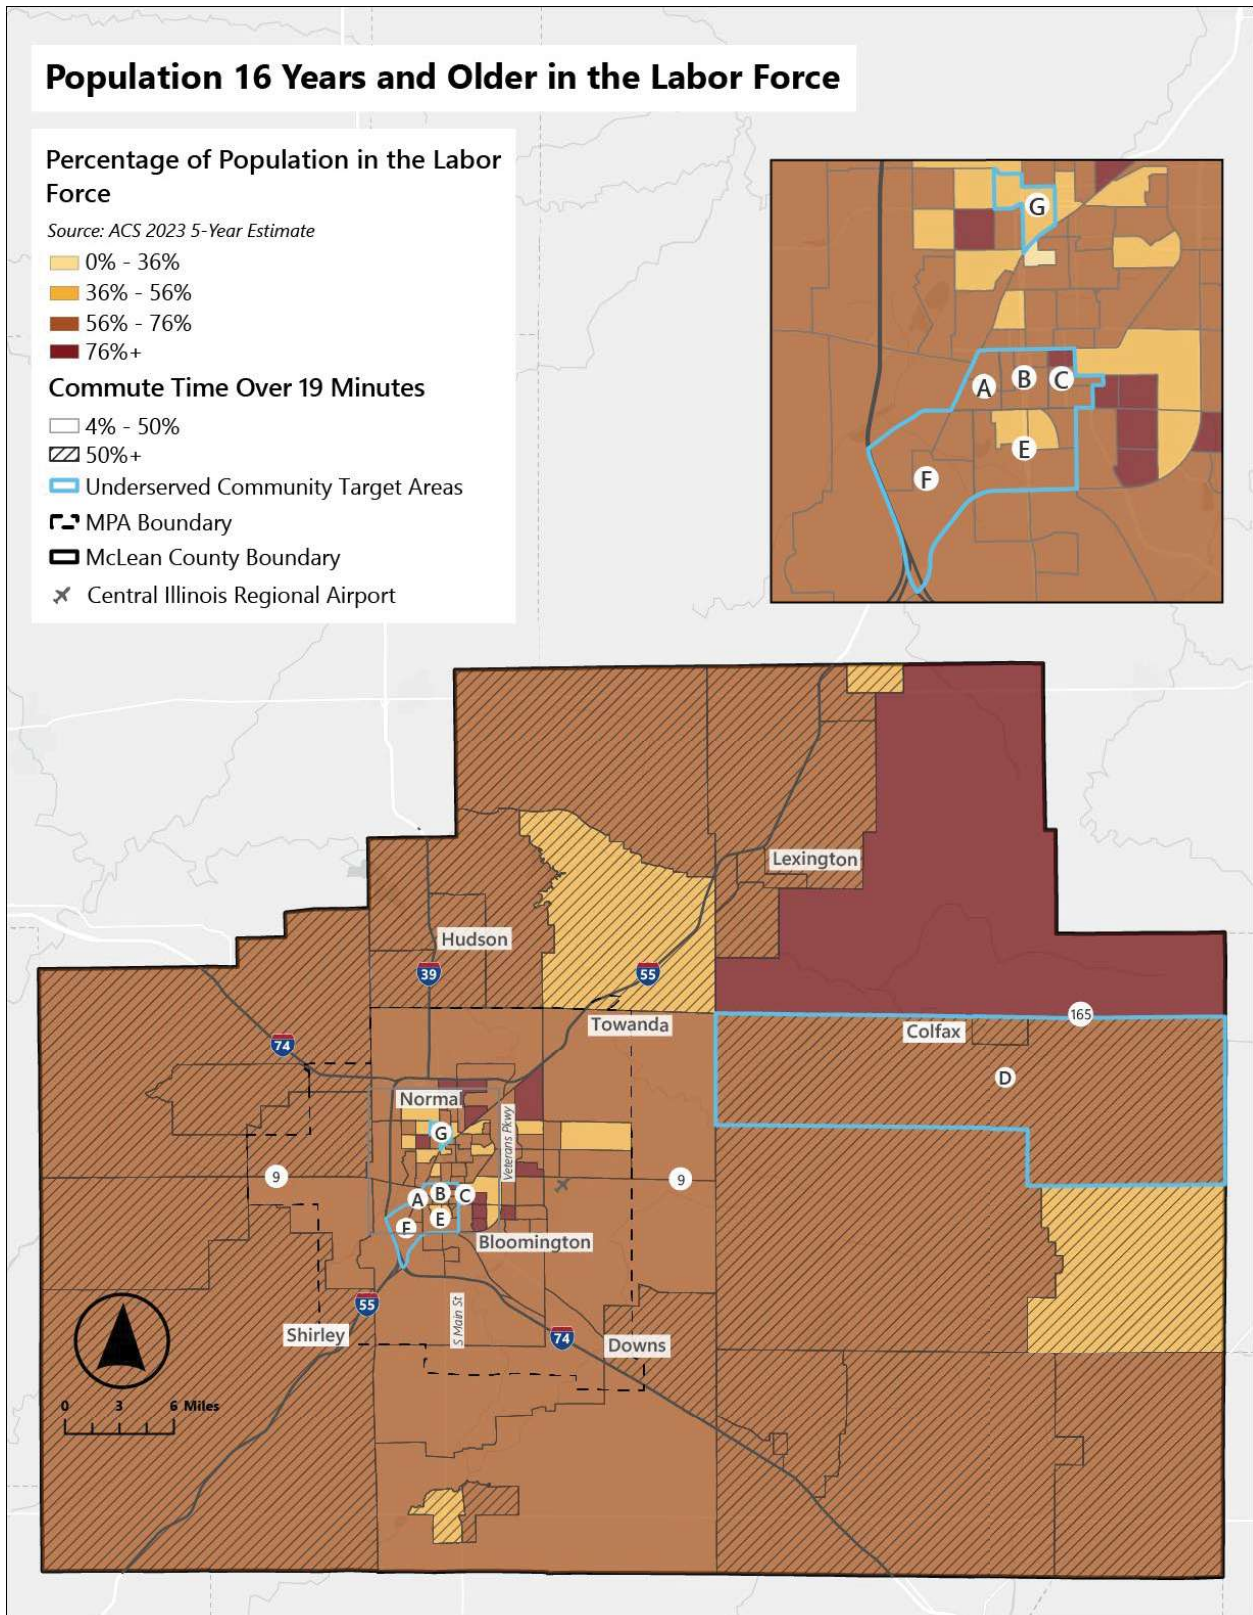 Population 16 Years and Older in the Labor Force
Percentage of Population in the Labor
Force
Source: ACS 2023 5-Year Estimate
0% - 36%
36% - 56%
56% - 76%
76%+
Commute Time Over 19 Minutes
4% - 50%
50%+
Underserved Community Target Areas
MPA Boundary
McLean County Boundary
Central Illinois Regional Airport
G
A
B
C
E
F
Lexington
Hudson
39
55
165
Towanda
Colfax
74
D
Normal
Veterans Pkwy
G
9
9
A
B
C
E
F
Bloomington
55
S Main St
Shirley
74
Downs
0 3 6 Miles